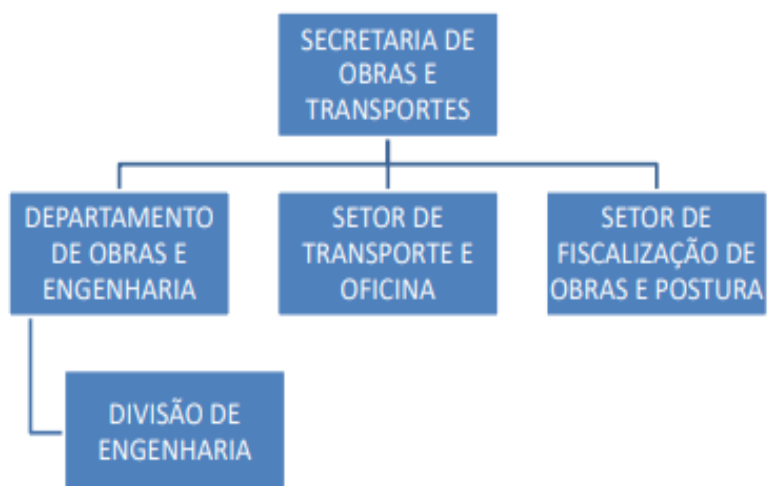 SECRETARIA DE
OBRAS E
TRANSPORTES
DEPARTAMENTO
DE OBRAS E
ENGENHARIA
SETOR DE
TRANSPORTE E
OFICINA
SETOR DE
FISCALIZAÇÃO DE
OBRAS E POSTURA
DIVISÃO DE
ENGENHARIA